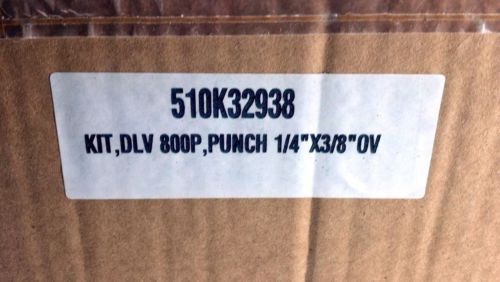 510K32938
KIT,DLV 800P,PUNCH 1/4"X3/8"OV